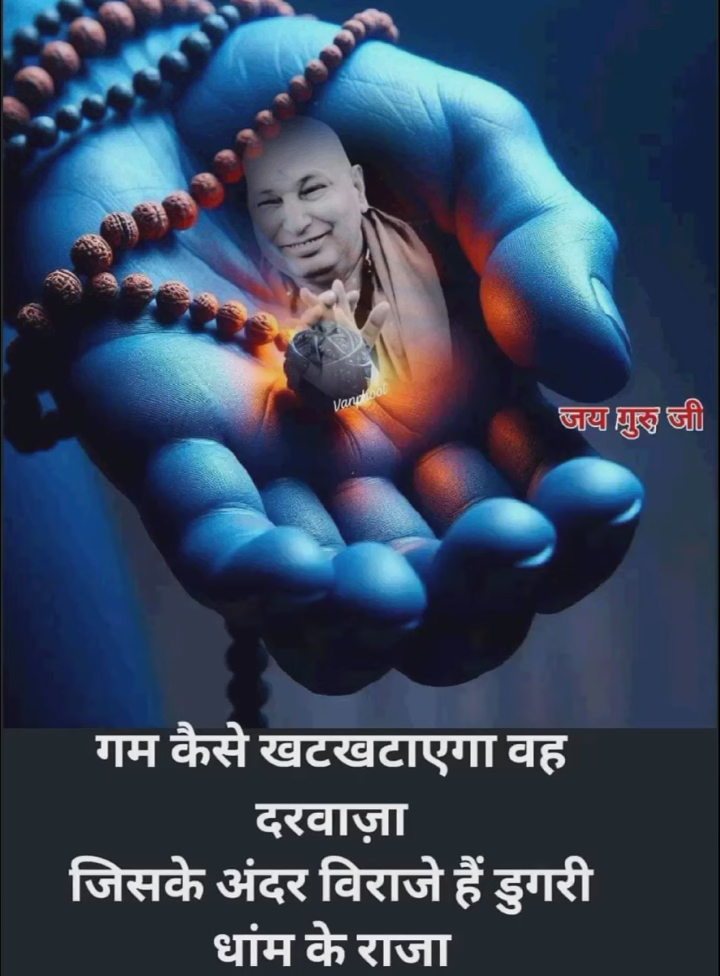 जय गुरु जी
गम कैसे खटखटाएगा वह
दरवाज़ा
जिसके अंदर विराजे हैं डुगरी
धांम के राजा